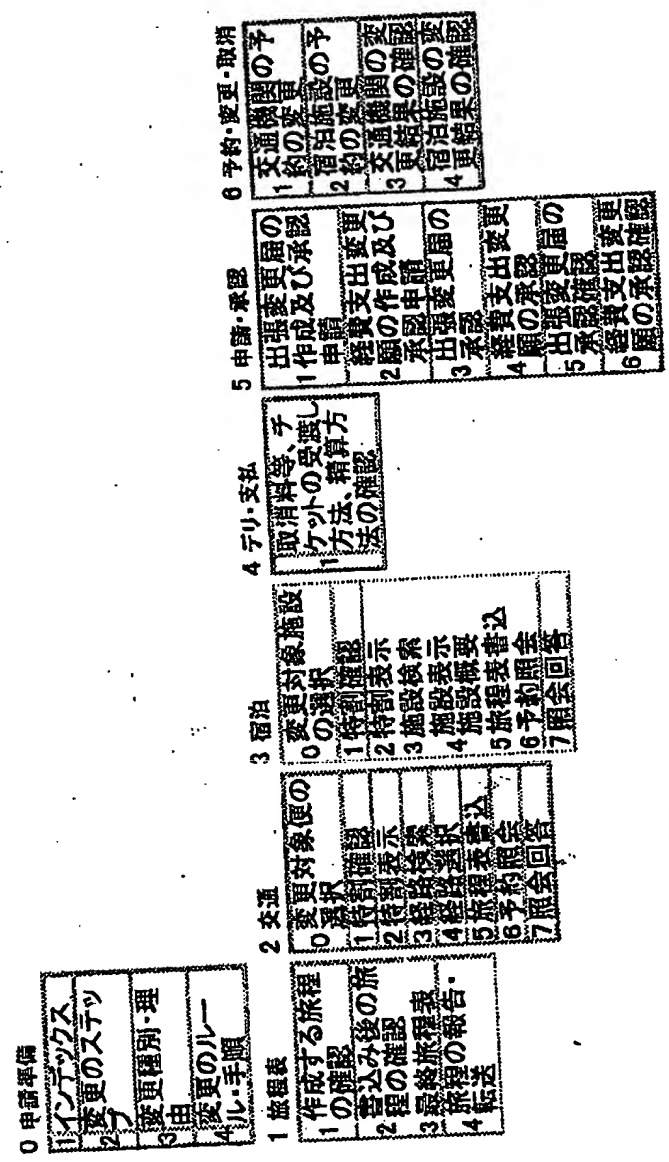 0 申請準備
1 インデックス
2 変更のステッ
プ
3 変更種別・理
由
4 変更のルー
ル・手順
1 旅程表
1 作成する旅程
の確認
2 書込み後の旅
程の確認
3 最終旅程表
4 旅程の報告・
転送
2 交通
0 変更対象便の
選択
1 特割確認
2 特割表示
3 経路検索
4 経路選択
5 旅程表書込
6 予約照会
7 照会回答
3 宿泊
0 変更対象施設
の選択
1 特割確認
2 特割表示
3 施設検索
施設表示
4 施設概要
5 旅程表書込
6 予約照会
7 照会回答
4 デリ・支払
1 取消料等、チ
ケットの受渡し
方法、精算方
法の確認
5 申請・承認
1 出張変更届の
作成及び承認
申請
2 経費支出変更
願の作成及び
承認申請
3 出張変更届の
承認
4 経費支出変更
願の承認
5 出張変更届の
承認確認
6 経費支出変更
願の承認確認
6 予約・変更・取消
1 交通機関の予
約の変更
2 宿泊施設の予
約の変更
3 交通機関の変
更結果の確認
4 宿泊施設の変
更結果の確認